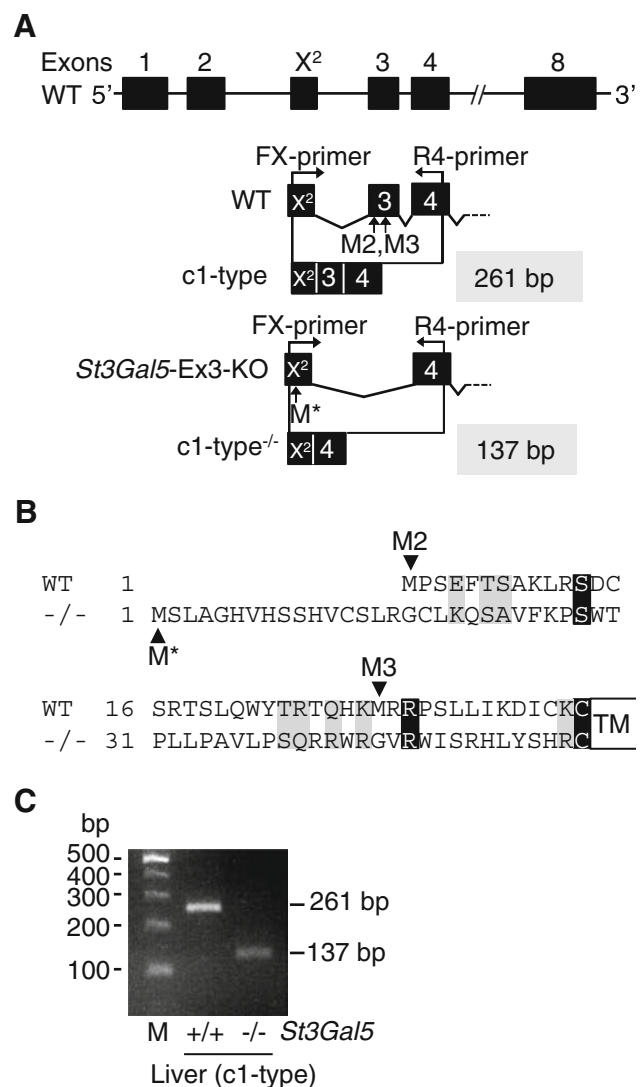 A
Exons 1 2 X² 3 4 8
WT 5’ // 3’
FX-primer R4-primer
WT X² 3 4
M2,M3
c1-type X² 3 4 261 bp
FX-primer R4-primer
St3Gal5-Ex3-KO X² 4
M*
c1-type-/- X² 4 137 bp
B
M2
WT 1 MPSEFTSAKLRSDC
-/- 1 MSLAGHVHSSHVCSLRGCLKQSAVFKPSWT
M*
M3
WT 16 SRTSLQWYTRTQHKMRRPSLLIKDICKC TM
-/- 31 PLLPAVLPSQRRWRGVRWISRHLYSHRC
C
bp
500
400
300
261 bp
200
137 bp
100
M +/+ -/- St3Gal5
Liver (c1-type)